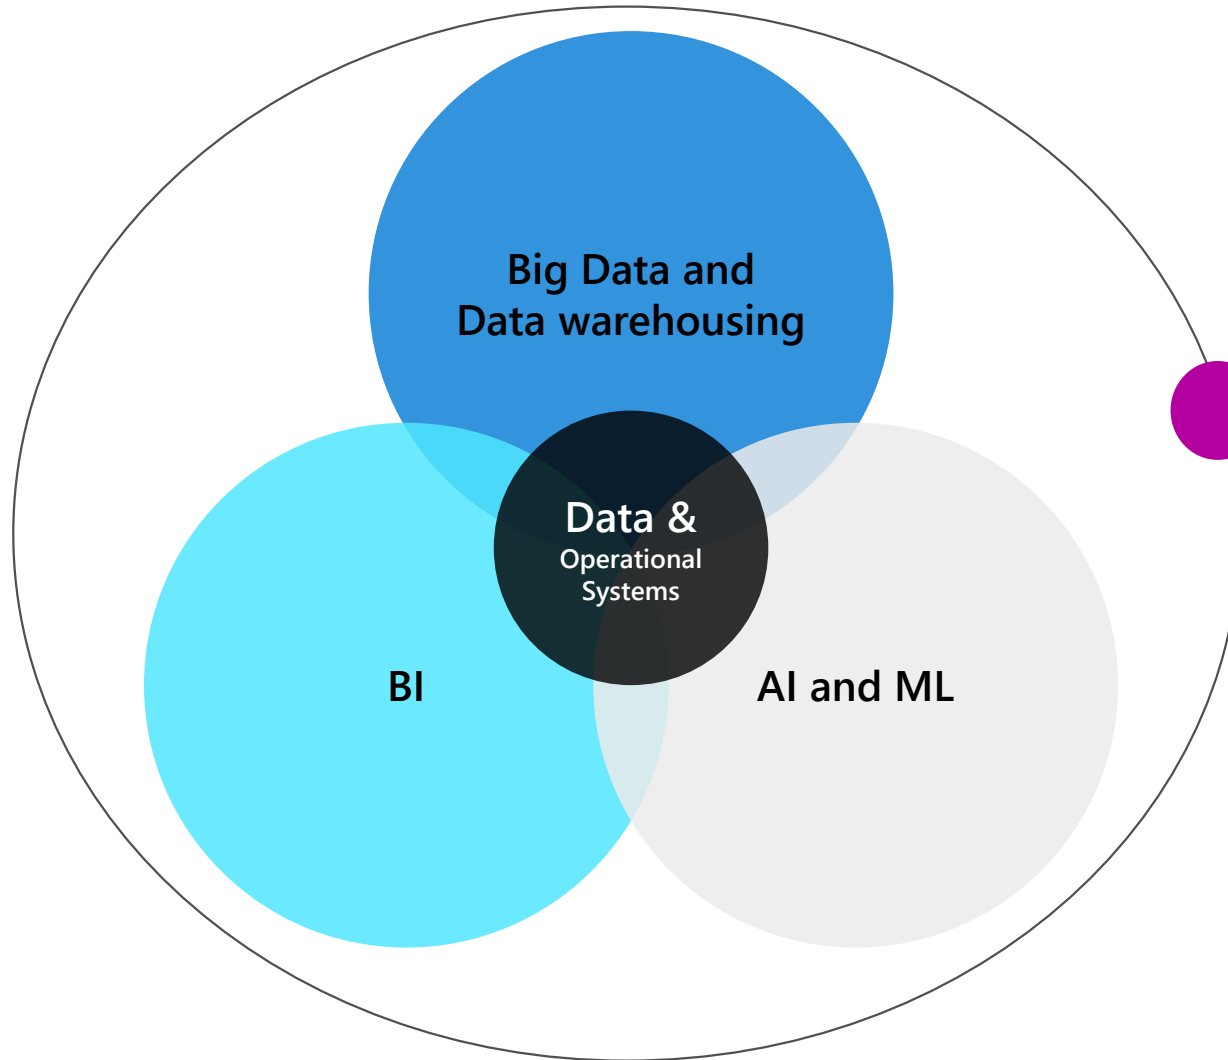 Big Data and
Data warehousing
Data &
Operational
Systems
BI
AI and ML